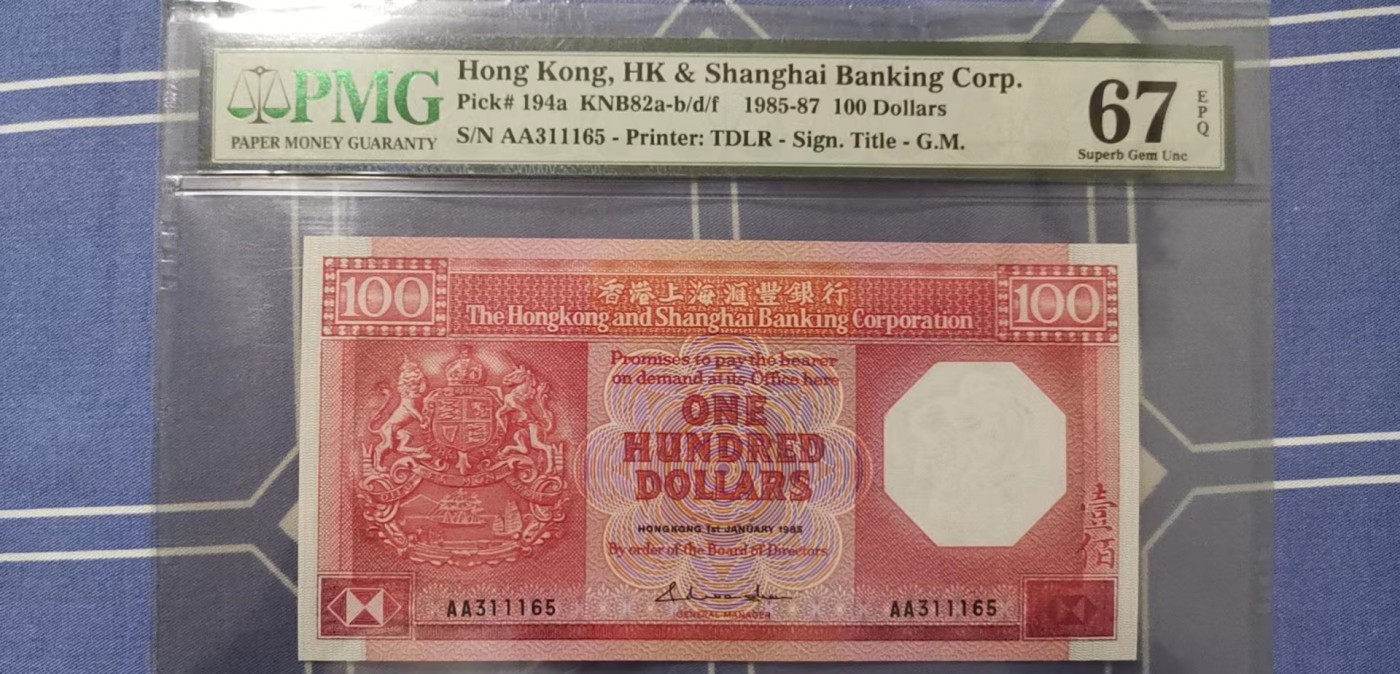 PMG
PAPER MONEY GUARANTY
Hong Kong, HK & Shanghai Banking Corp.
Pick# 194a KNB82a-b/d/f 1985-87 100 Dollars
S/N AA311165 - Printer: TDLR - Sign. Title - G.M.
67
EPQ
Superb Gem Unc
100
香港上海滙豐銀行
100
The Hongkong and Shanghai Banking Corporation
Promises to pay the bearer
on demand at its Office here
ONE
HUNDRED
DOLLARS
HONGKONG 1st JANUARY 1985
By order of the Board of Directors
壹佰
AA311165
GENERAL MANAGER
AA311165